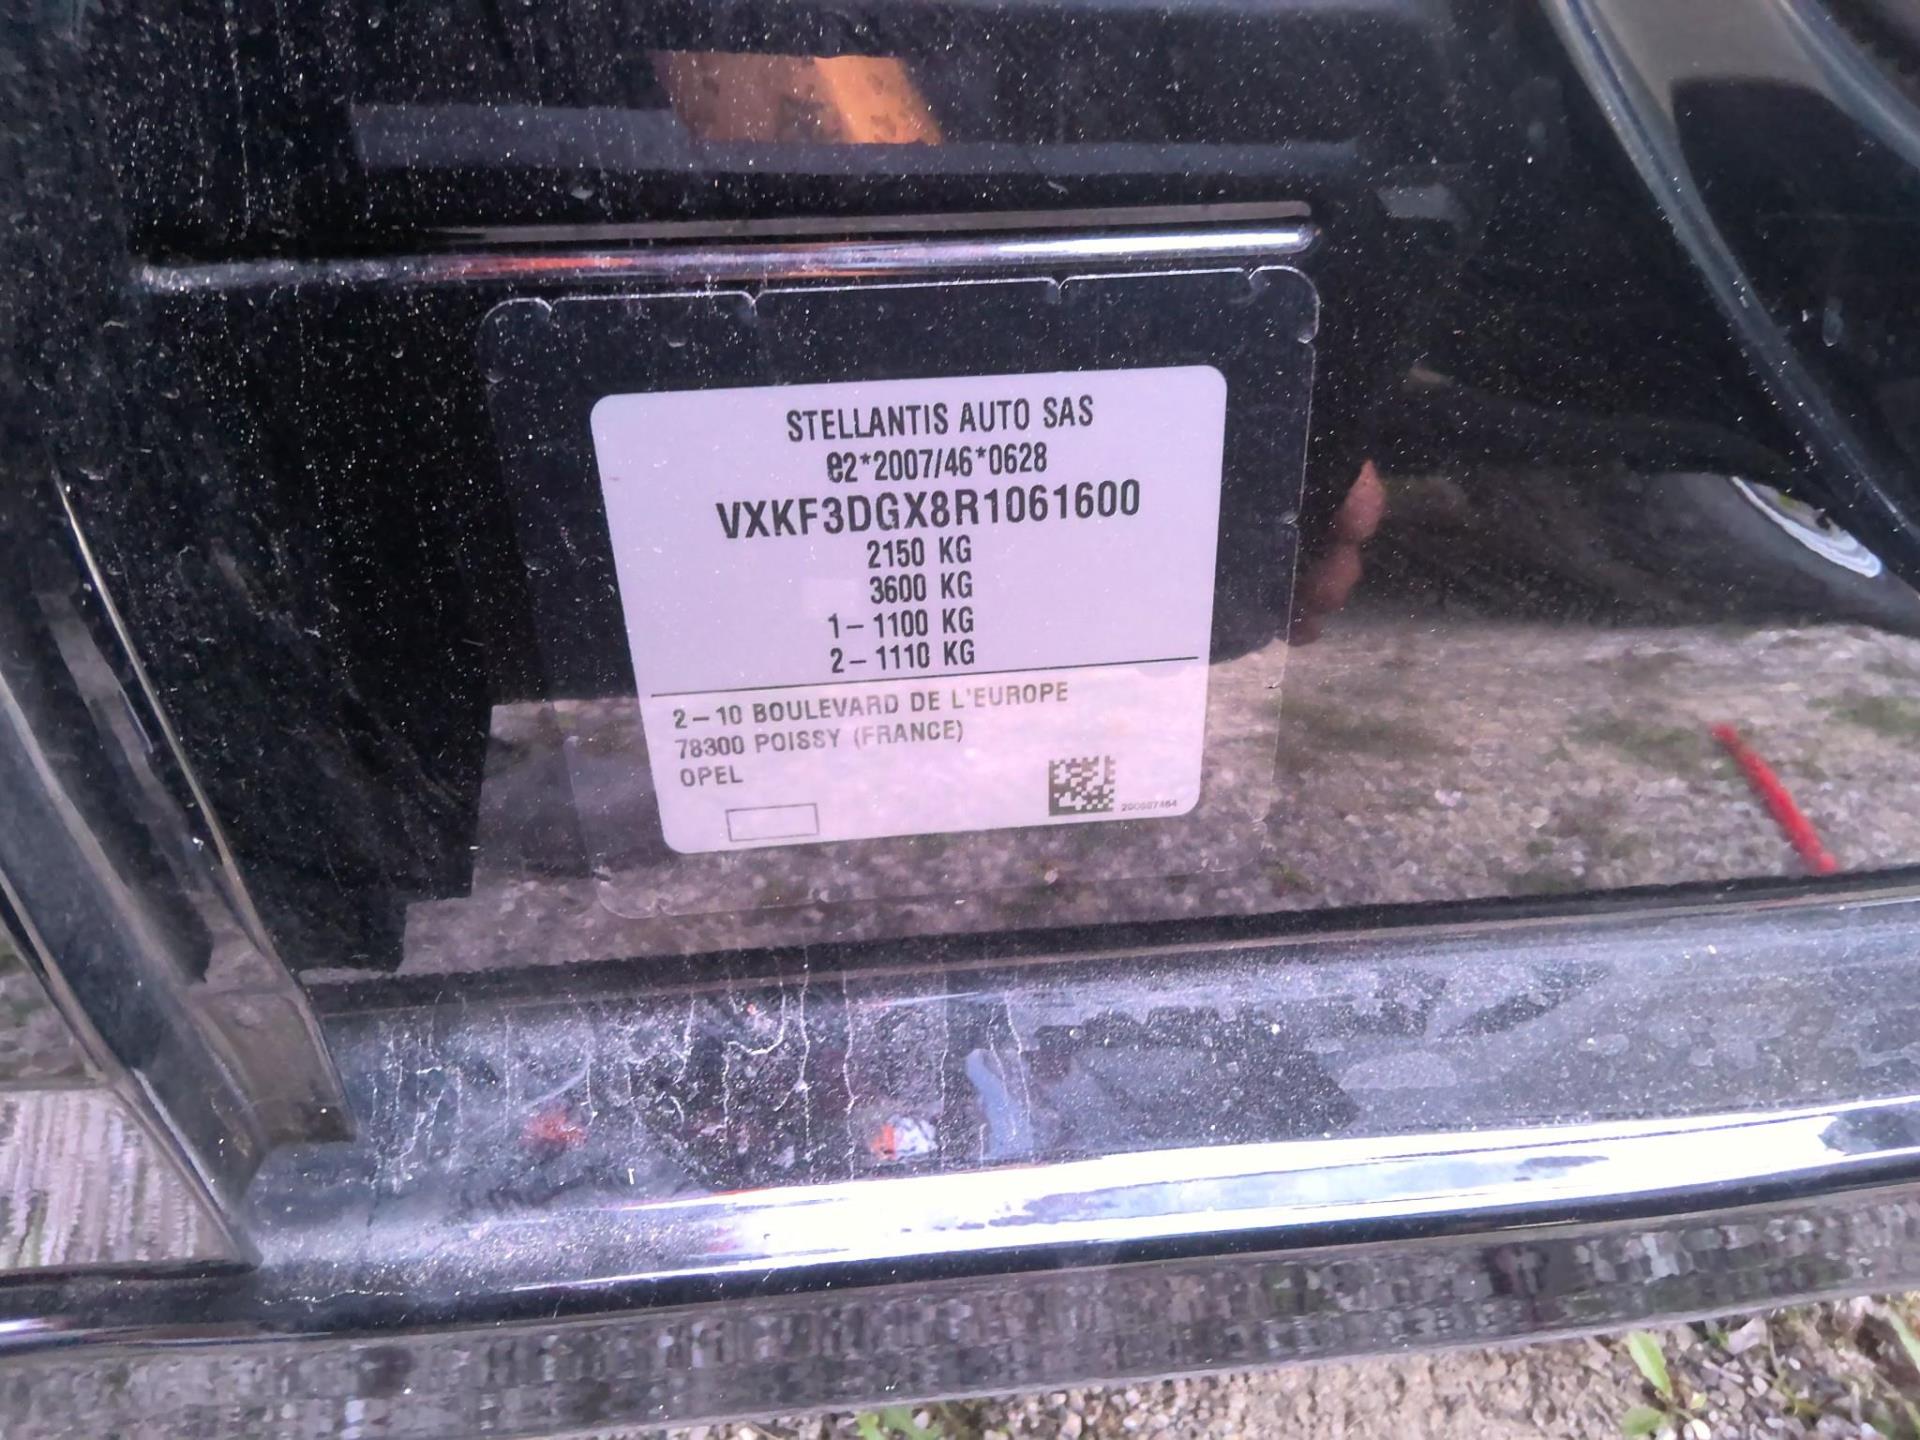 STELLANTIS AUTO SAS
e2*2007/46*0628
VXKF3DGX8R1061600
2150 KG
3600 KG
1-1100 KG
2-1110 KG
2-10 BOULEVARD DE L'EUROPE
78300 POISSY (FRANCE)
OPEL